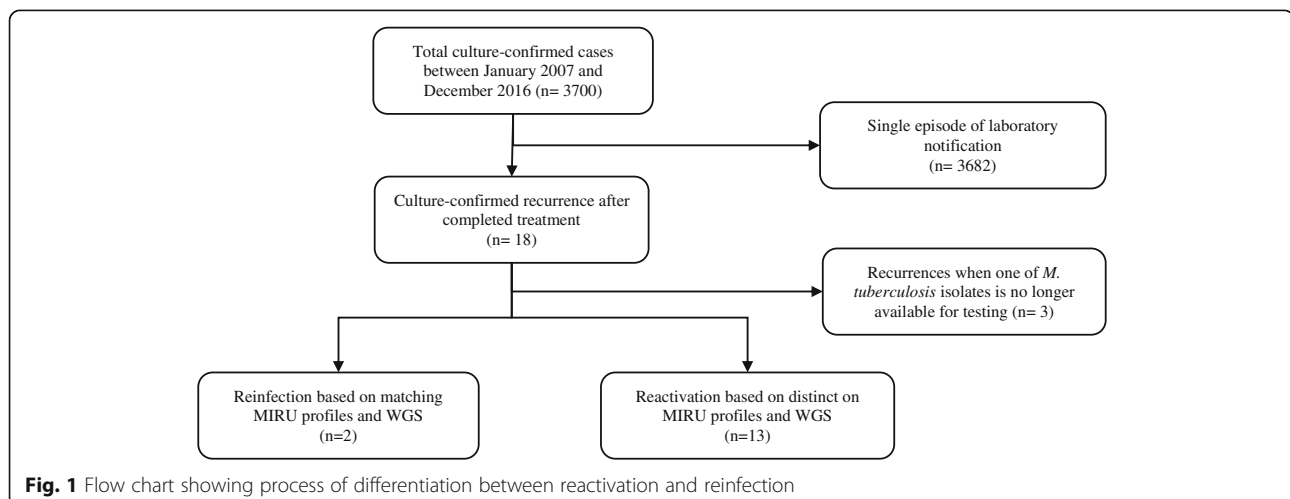 Total culture-confirmed cases
between January 2007 and
December 2016 (n= 3700)
Single episode of laboratory
notification
(n= 3682)
Culture-confirmed recurrence after
completed treatment
(n= 18)
Recurrences when one of M.
tuberculosis isolates is no longer
available for testing (n= 3)
Reinfection based on matching
MIRU profiles and WGS
(n=2)
Reactivation based on distinct on
MIRU profiles and WGS
(n=13)
Fig. 1 Flow chart showing process of differentiation between reactivation and reinfection